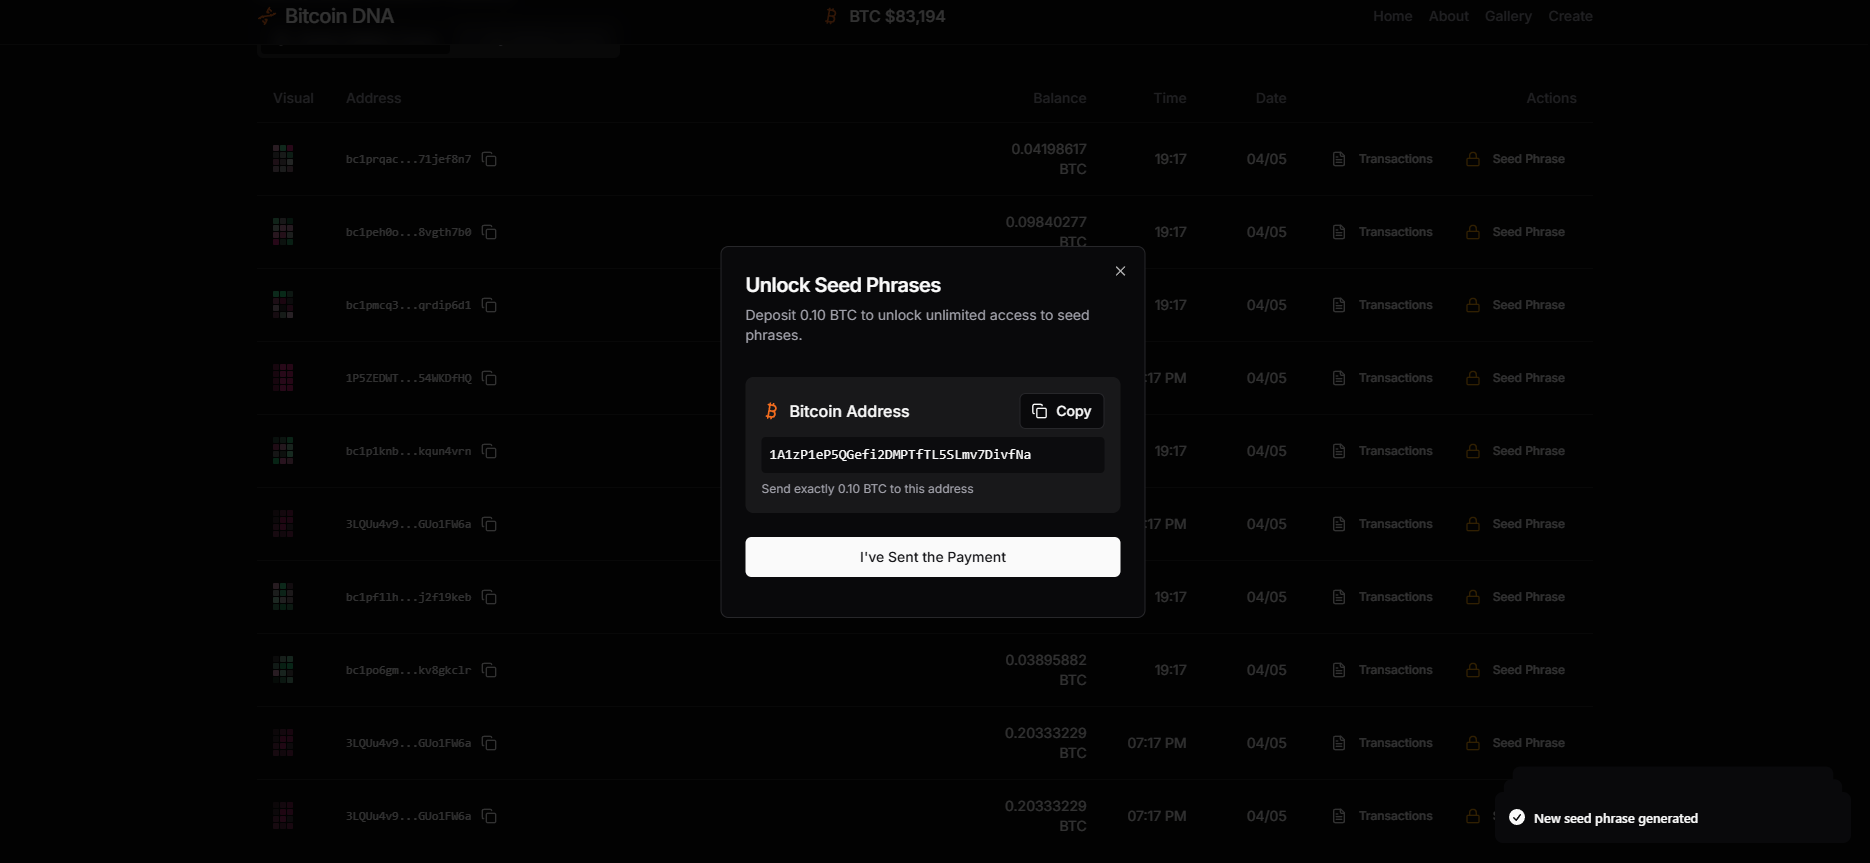 Bitcoin DNA
BTC $83,194
Home About Gallery Create
Visual Address Balance Time Date Actions
bc1prqac...71jef8n7 0.04198617 BTC 19:17 04/05 Transactions Seed Phrase
bc1peh0o...8vgth7b0 0.09840277 BTC 19:17 04/05 Transactions Seed Phrase
bc1pmcq3...qrdip6d1 19:17 04/05 Transactions Seed Phrase
1P5ZEDWT...54WKDfHQ :17 PM 04/05 Transactions Seed Phrase
bc1p1knb...kqun4vrn 19:17 04/05 Transactions Seed Phrase
3LQUu4v9...GUo1FW6a :17 PM 04/05 Transactions Seed Phrase
bc1pf1lh...j2f19keb 19:17 04/05 Transactions Seed Phrase
bc1po6gm...kv8gkclr 0.03895882 BTC 19:17 04/05 Transactions Seed Phrase
3LQUu4v9...GUo1FW6a 0.20333229 BTC 07:17 PM 04/05 Transactions Seed Phrase
3LQUu4v9...GUo1FW6a 0.20333229 BTC 07:17 PM 04/05 Transactions
Unlock Seed Phrases
Deposit 0.10 BTC to unlock unlimited access to seed
phrases.
Bitcoin Address
Copy
1A1zP1eP5QGefi2DMPTfTL5SLmv7DivfNa
Send exactly 0.10 BTC to this address
I've Sent the Payment
New seed phrase generated